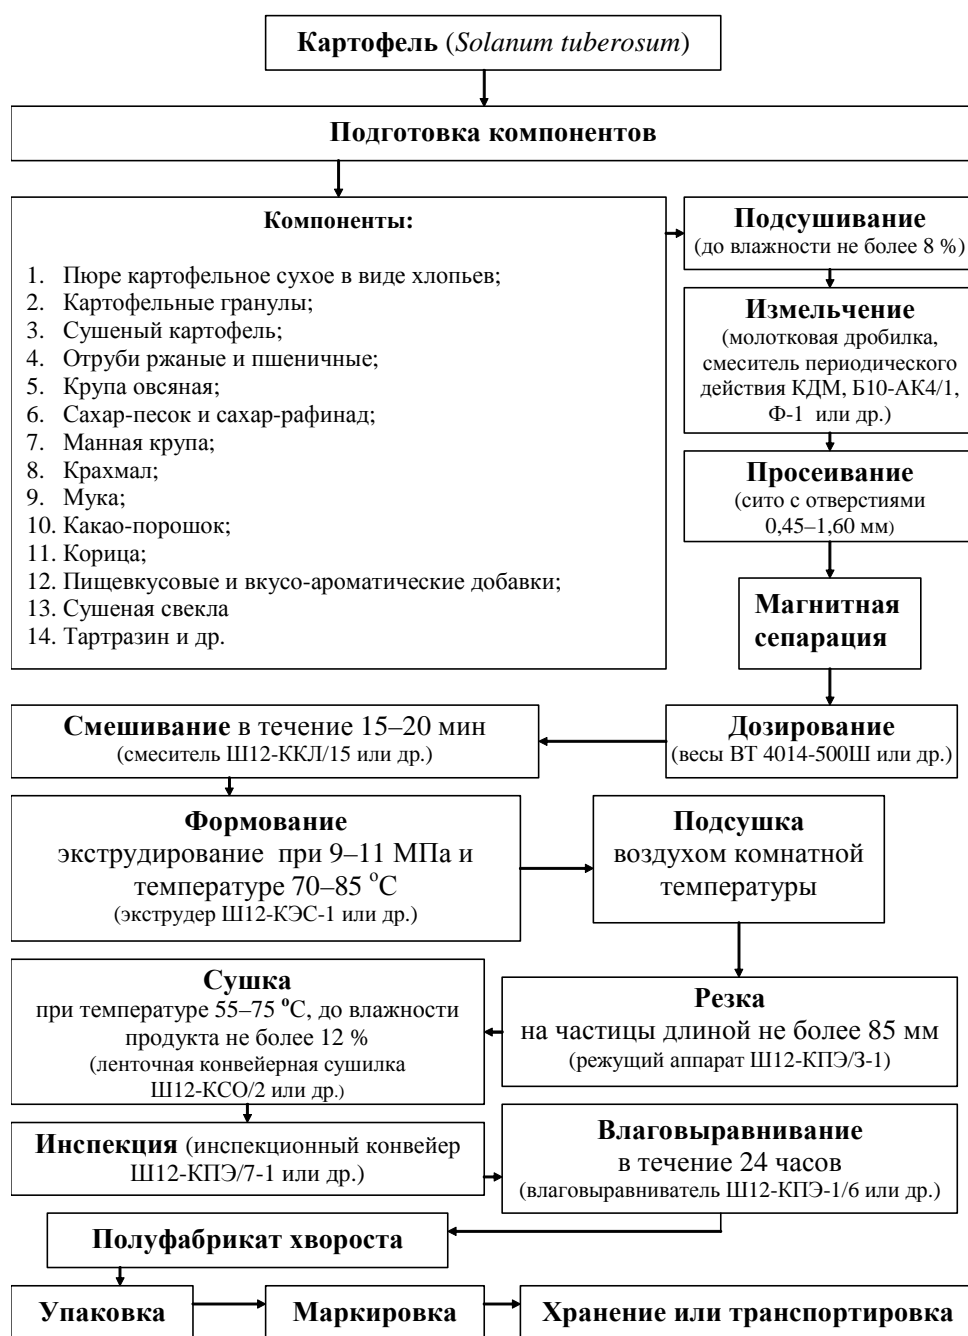 Картофель (Solanum tuberosum)
Подготовка компонентов
Компоненты:
1. Пюре картофельное сухое в виде хлопьев;
2. Картофельные гранулы;
3. Сушеный картофель;
4. Отруби ржаные и пшеничные;
5. Крупа овсяная;
6. Сахар-песок и сахар-рафинад;
7. Манная крупа;
8. Крахмал;
9. Мука;
10. Какао-порошок;
11. Корица;
12. Пищевкусовые и вкусо-ароматические добавки;
13. Сушеная свекла
14. Тартразин и др.
Подсушивание
(до влажности не более 8 %)
Измельчение
(молотковая дробилка,
смеситель периодического
действия КДМ, Б10-АК4/1,
Ф-1 или др.)
Просеивание
(сито с отверстиями
0,45–1,60 мм)
Магнитная
сепарация
Дозирование
(весы ВТ 4014-500Ш или др.)
Смешивание в течение 15–20 мин
(смеситель Ш12-ККЛ/15 или др.)
Формование
экструдирование при 9–11 МПа и
температуре 70–85 °С
(экструдер Ш12-КЭС-1 или др.)
Подсушка
воздухом комнатной
температуры
Резка
на частицы длиной не более 85 мм
(режущий аппарат Ш12-КПЭ/3-1)
Сушка
при температуре 55–75 °С, до влажности
продукта не более 12 %
(ленточная конвейерная сушилка
Ш12-КСО/2 или др.)
Инспекция (инспекционный конвейер
Ш12-КПЭ/7-1 или др.)
Влаговыравнивание
в течение 24 часов
(влаговыравниватель Ш12-КПЭ-1/6 или др.)
Полуфабрикат хвороста
Упаковка
Маркировка
Хранение или транспортировка